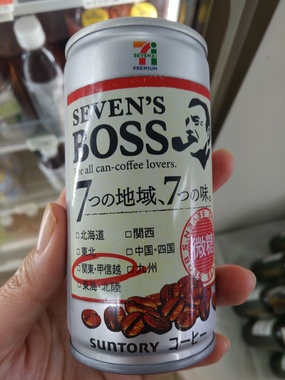 7
SEVEN&i
PREMIUM
SEVEN'S
BOSS
For all can-coffee lovers.
7つの地域、7つの味。
□北海道 □関西
□東北 □中国・四国
□関東・甲信越 □九州
□東海・北陸
微糖
SUNTORY コーヒー